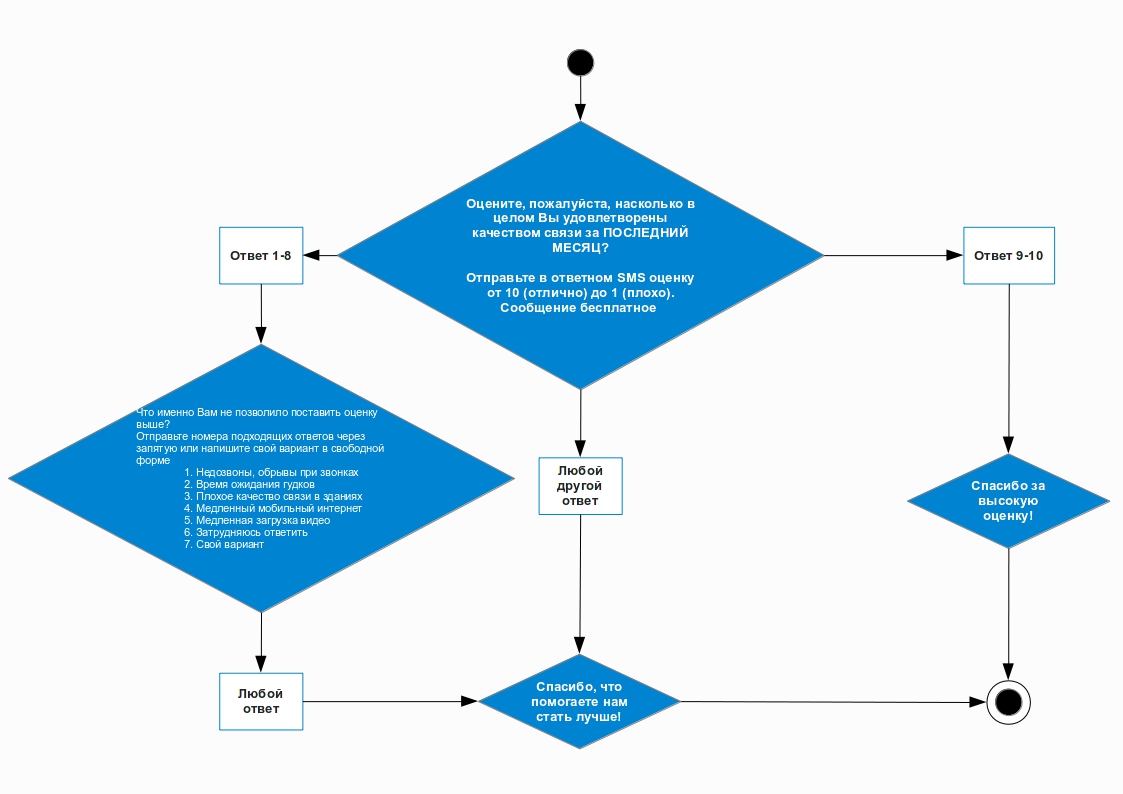 Оцените, пожалуйста, насколько в
целом Вы удовлетворены
качеством связи за ПОСЛЕДНИЙ
МЕСЯЦ?
Отправьте в ответном SMS оценку
от 10 (отлично) до 1 (плохо).
Сообщение бесплатное
Ответ 1-8
Ответ 9-10
Что именно Вам не позволило поставить оценку
выше?
Отправьте номера подходящих ответов через
запятую или напишите свой вариант в свободной
форме
1. Недозвоны, обрывы при звонках
2. Время ожидания гудков
3. Плохое качество связи в зданиях
4. Медленный мобильный интернет
5. Медленная загрузка видео
6. Затрудняюсь ответить
7. Свой вариант
Любой
другой
ответ
Спасибо за
высокую
оценку!
Любой
ответ
Спасибо, что
помогаете нам
стать лучше!